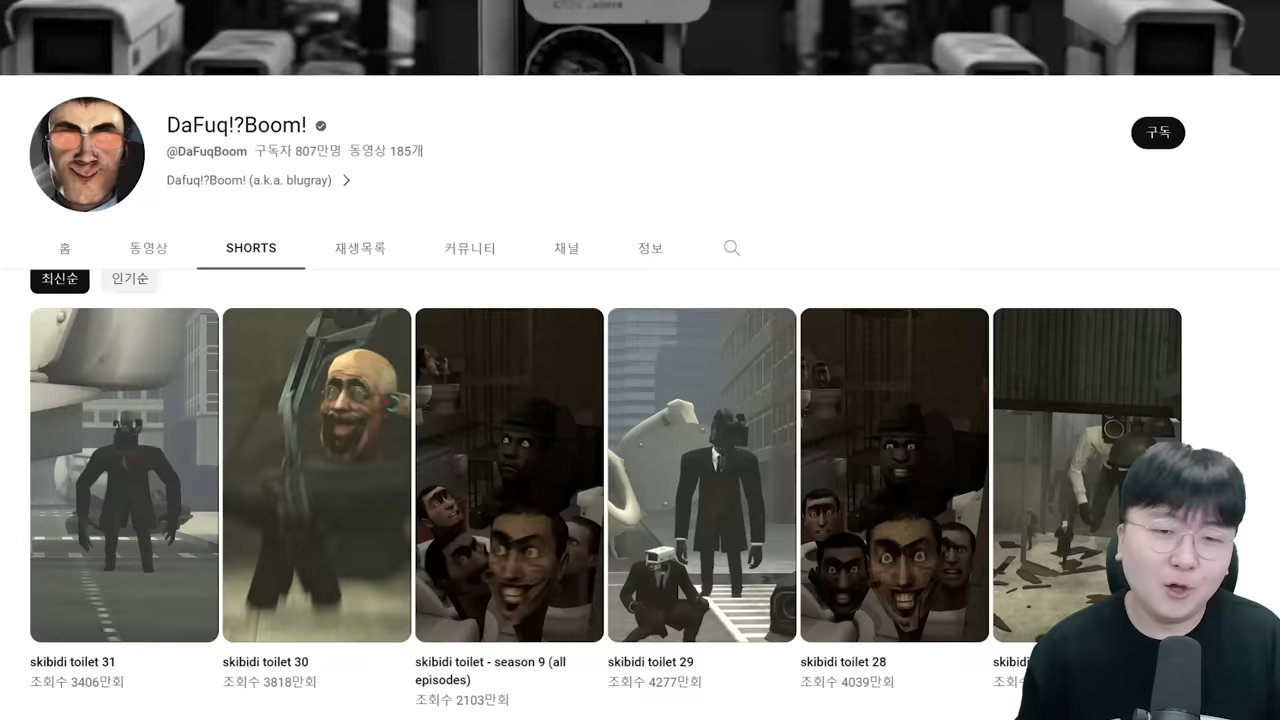 DaFuq!?Boom!
@DaFuqBoom 구독자 807만명 동영상 185개
Dafuq!?Boom! (a.k.a. blugray)
구독
홈 동영상 SHORTS 재생목록 커뮤니티 채널 정보
최신순 인기순
skibidi toilet 31
조회수 3406만회
skibidi toilet 30
조회수 3818만회
skibidi toilet - season 9 (all
episodes)
조회수 2103만회
skibidi toilet 29
조회수 4277만회
skibidi toilet 28
조회수 4039만회